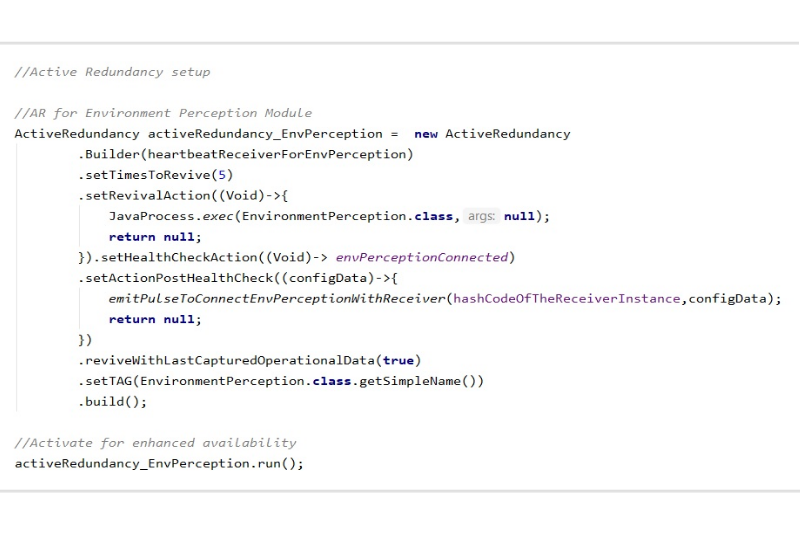 //Active Redundancy setup
//AR for Environment Perception Module
ActiveRedundancy activeRedundancy_EnvPerception =  new ActiveRedundancy
.Builder(heartbeatReceiverForEnvPerception)
.setTimesToRevive(5)
.setRevivalAction((Void)->{
JavaProcess.exec(EnvironmentPerception.class, args: null);
return null;
}).setHealthCheckAction((Void)-> envPerceptionConnected)
.setActionPostHealthCheck((configData)->{
emitPulseToConnectEnvPerceptionWithReceiver(hashCodeOfTheReceiverInstance,configData);
return null;
})
.reviveWithLastCapturedOperationalData(true)
.setTAG(EnvironmentPerception.class.getSimpleName())
.build();
//Activate for enhanced availability
activeRedundancy_EnvPerception.run();